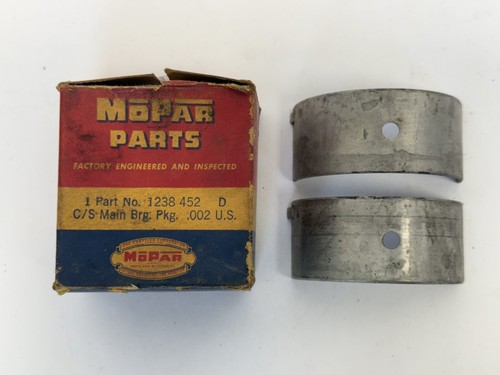 MOPAR
PARTS
FACTORY ENGINEERED AND INSPECTED
1 Part No. 1238 452 D
C/S Main Brg. Pkg. .002 U.S.
MOPAR